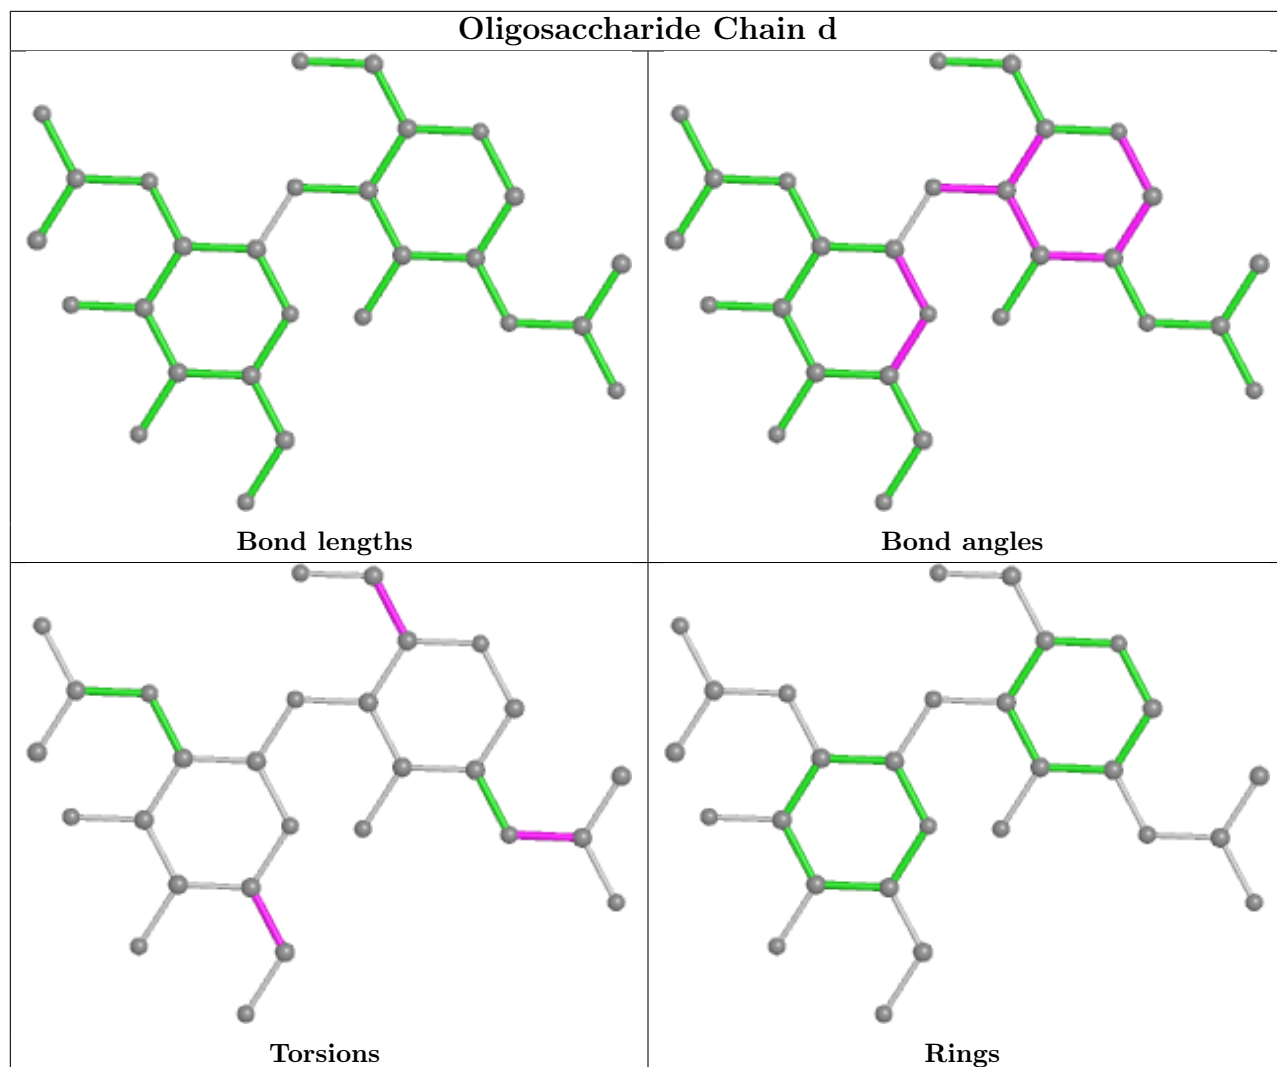 Oligosaccharide Chain d
Bond lengths
Bond angles
Torsions
Rings